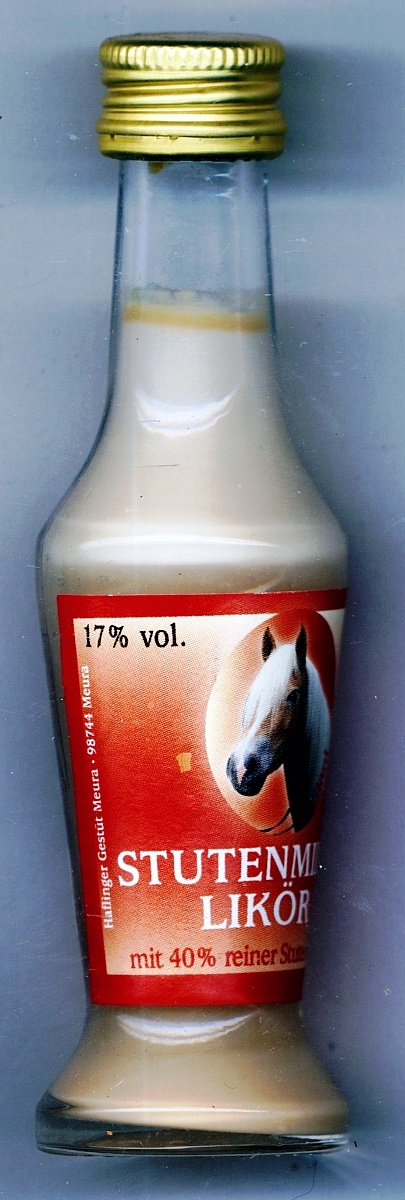 17% vol.
Haflinger Gestüt Meura · 98744 Meura
STUTENMI
LIKÖR
mit 40% reiner Stute